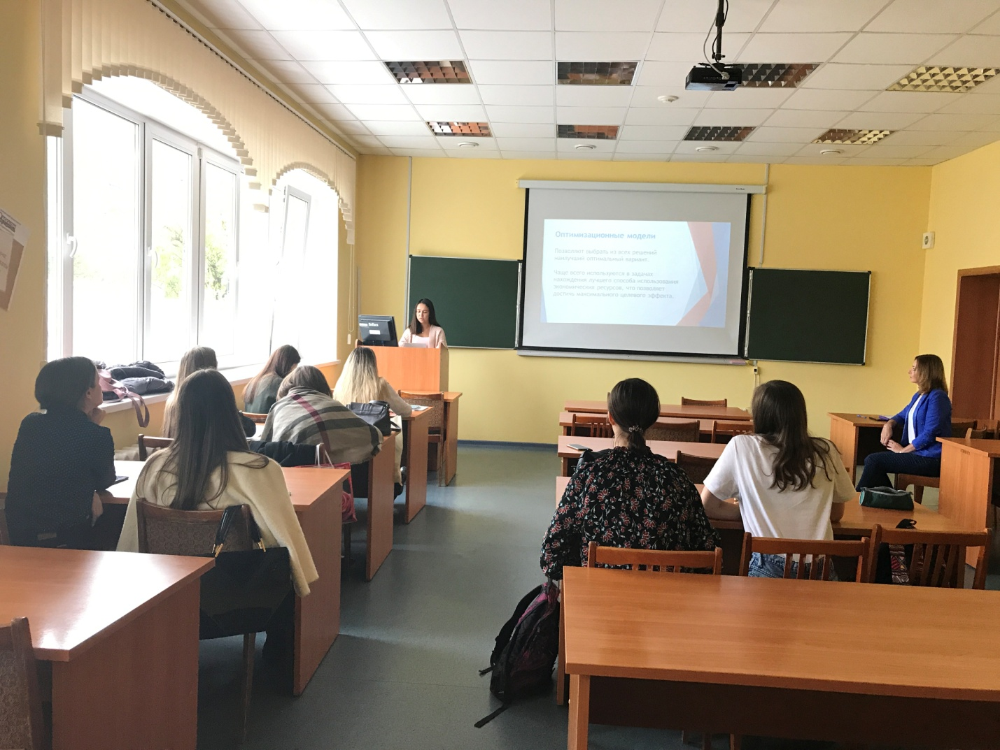 Оптимизационные модели
Позволяет выбрать из всех решений
наилучший оптимальный вариант.
Чаще всего используются в задачах
нахождения лучшего способа использования
экономических ресурсов, что позволяет
достичь максимального целевого эффекта.